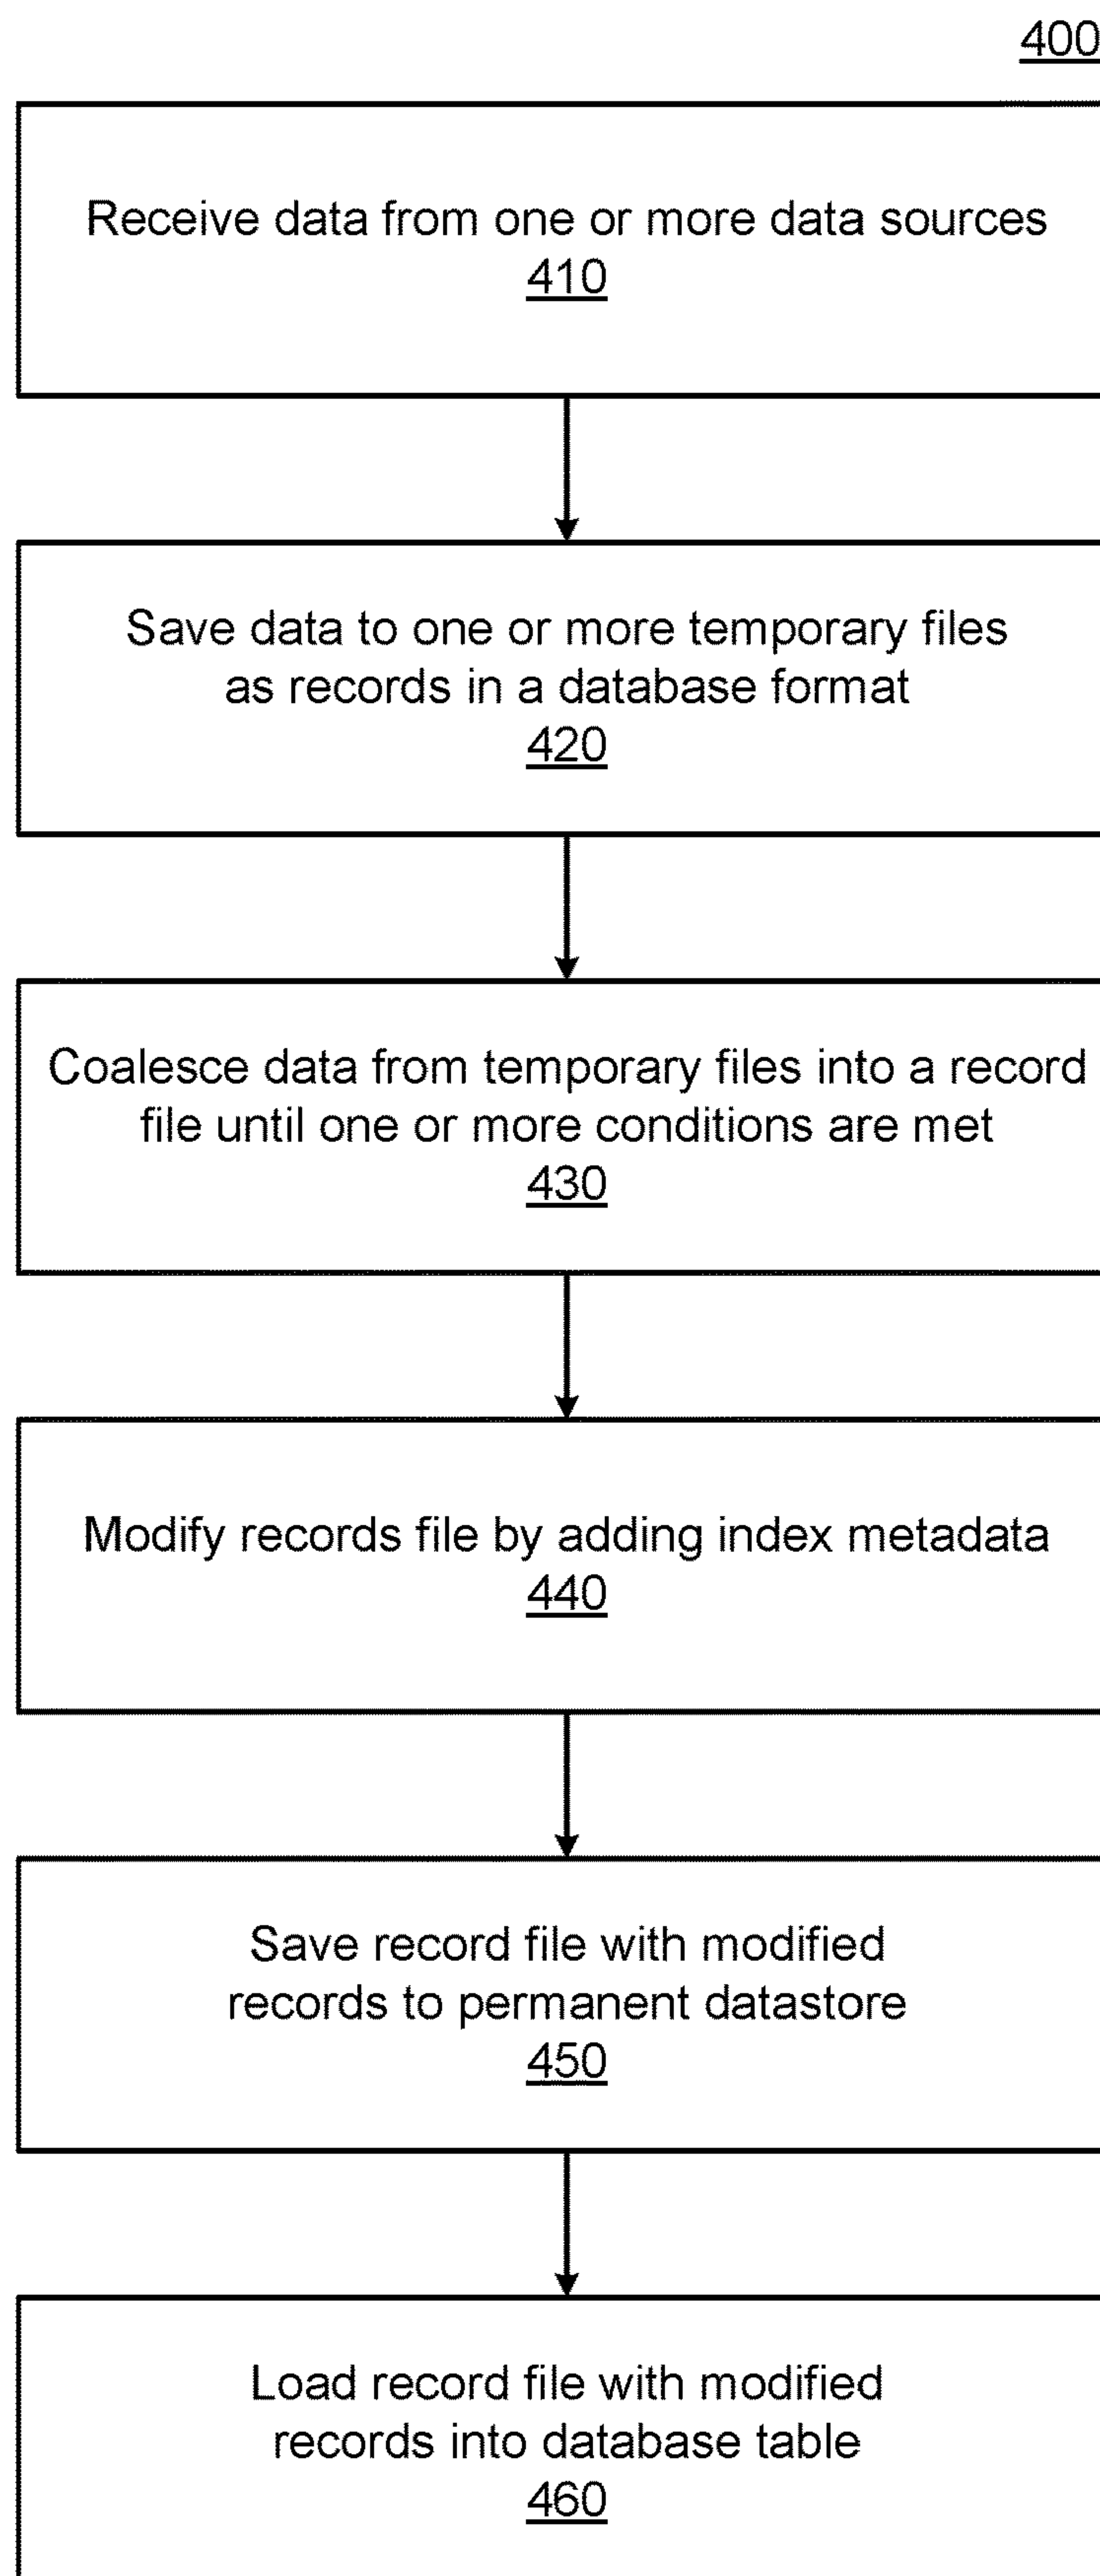 400
Receive data from one or more data sources
410
Save data to one or more temporary files
as records in a database format
420
Coalesce data from temporary files into a record
file until one or more conditions are met
430
Modify records file by adding index metadata
440
Save record file with modified
records to permanent datastore
450
Load record file with modified
records into database table
460